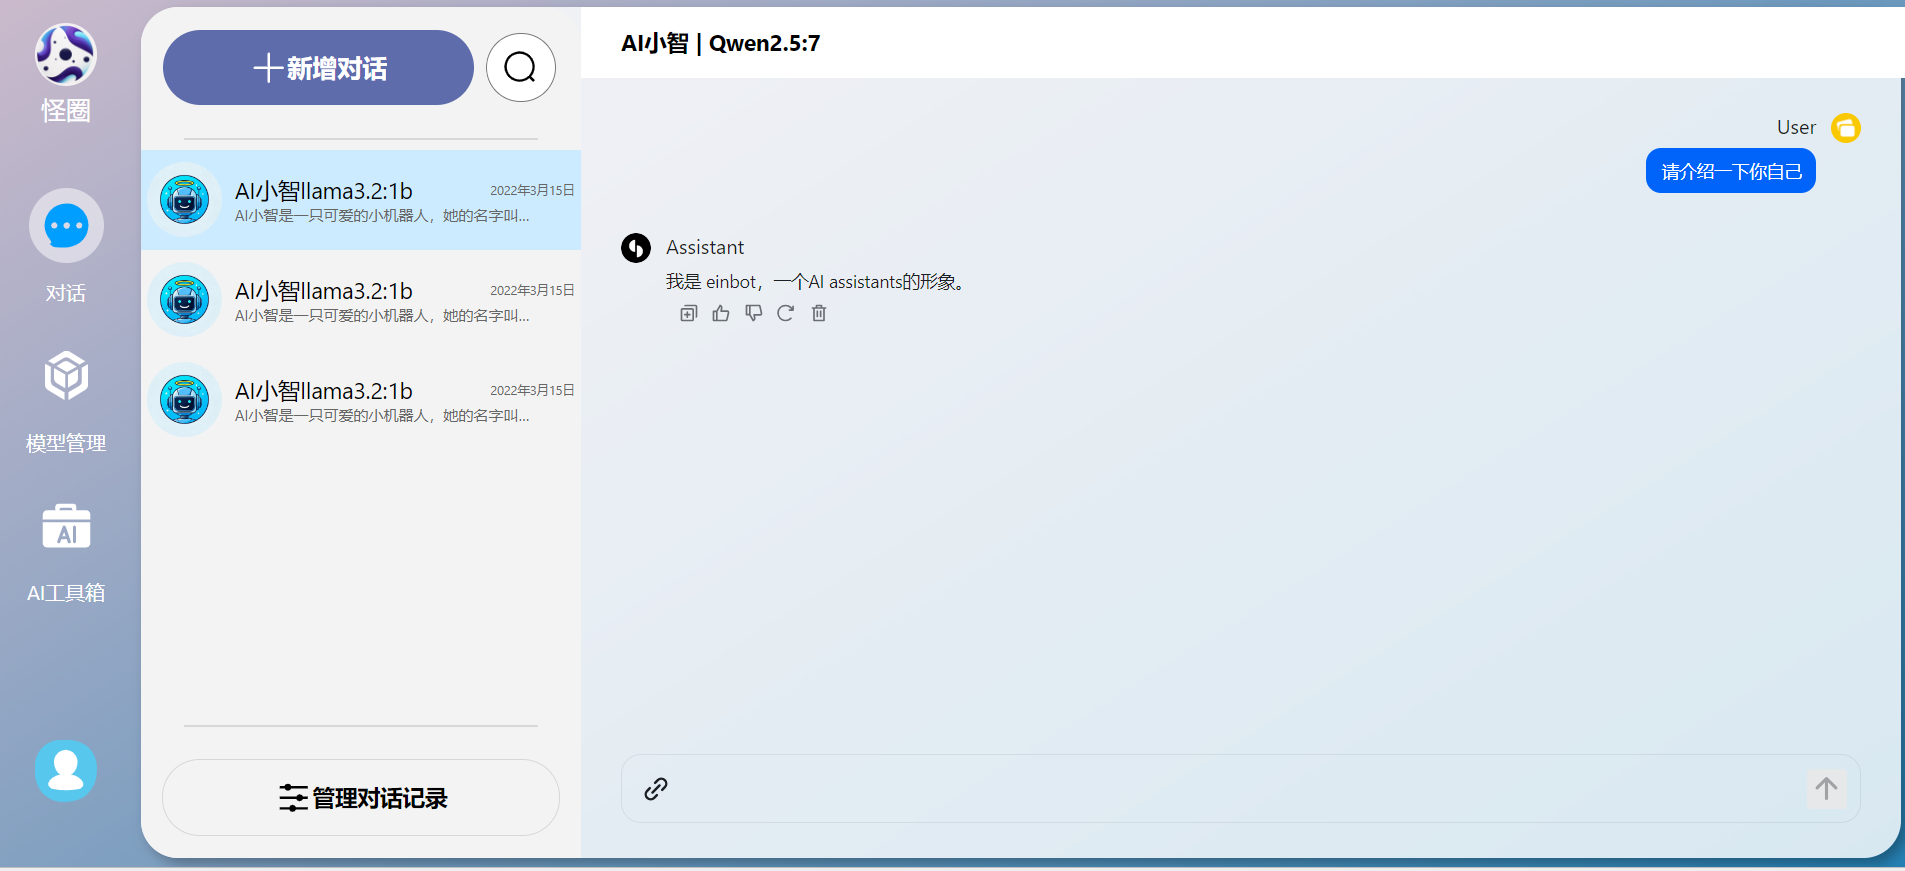 怪圈
对话
模型管理
AI
AI工具箱
新增对话
AI小智llama3.2:1b
2022年3月15日
AI小智是一只可爱的小机器人，她的名字叫...
AI小智llama3.2:1b
2022年3月15日
AI小智是一只可爱的小机器人，她的名字叫...
AI小智llama3.2:1b
2022年3月15日
AI小智是一只可爱的小机器人，她的名字叫...
管理对话记录
AI小智 | Qwen2.5:7
User
请介绍一下你自己
Assistant
我是 einbot，一个AI assistants的形象。